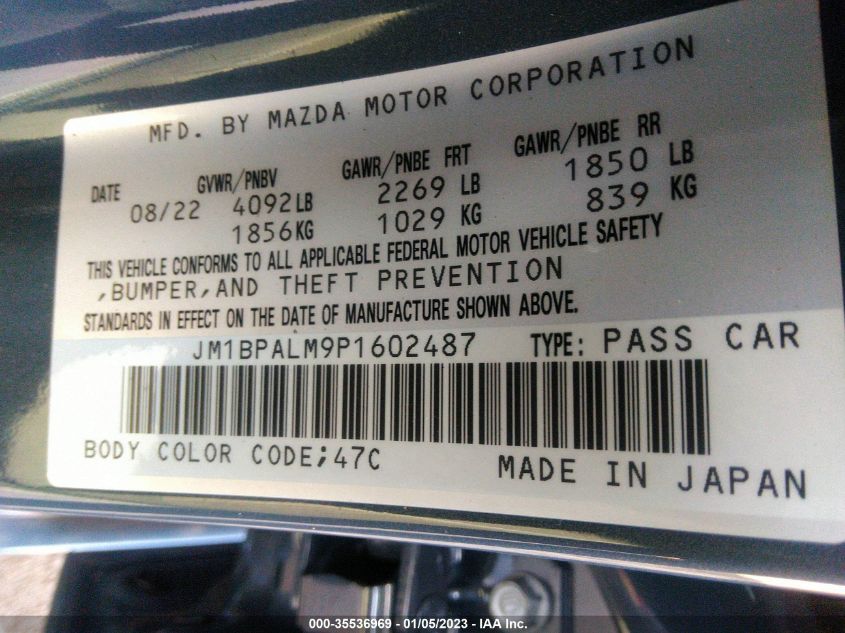 MFD. BY MAZDA MOTOR CORPORATION
DATE GVWR/PNBV GAWR/PNBE FRT GAWR/PNBE RR
08/22 4092LB 2269 LB 1850 LB
1856KG 1029 KG 839 KG
THIS VEHICLE CONFORMS TO ALL APPLICABLE FEDERAL MOTOR VEHICLE SAFETY
,BUMPER,AND THEFT PREVENTION
STANDARDS IN EFFECT ON THE DATE OF MANUFACTURE SHOWN ABOVE.
JM1BPALM9P1602487 TYPE: PASS CAR
BODY COLOR CODE;47C MADE IN JAPAN
000-35536969 — 01/05/2023 — IAA Inc.